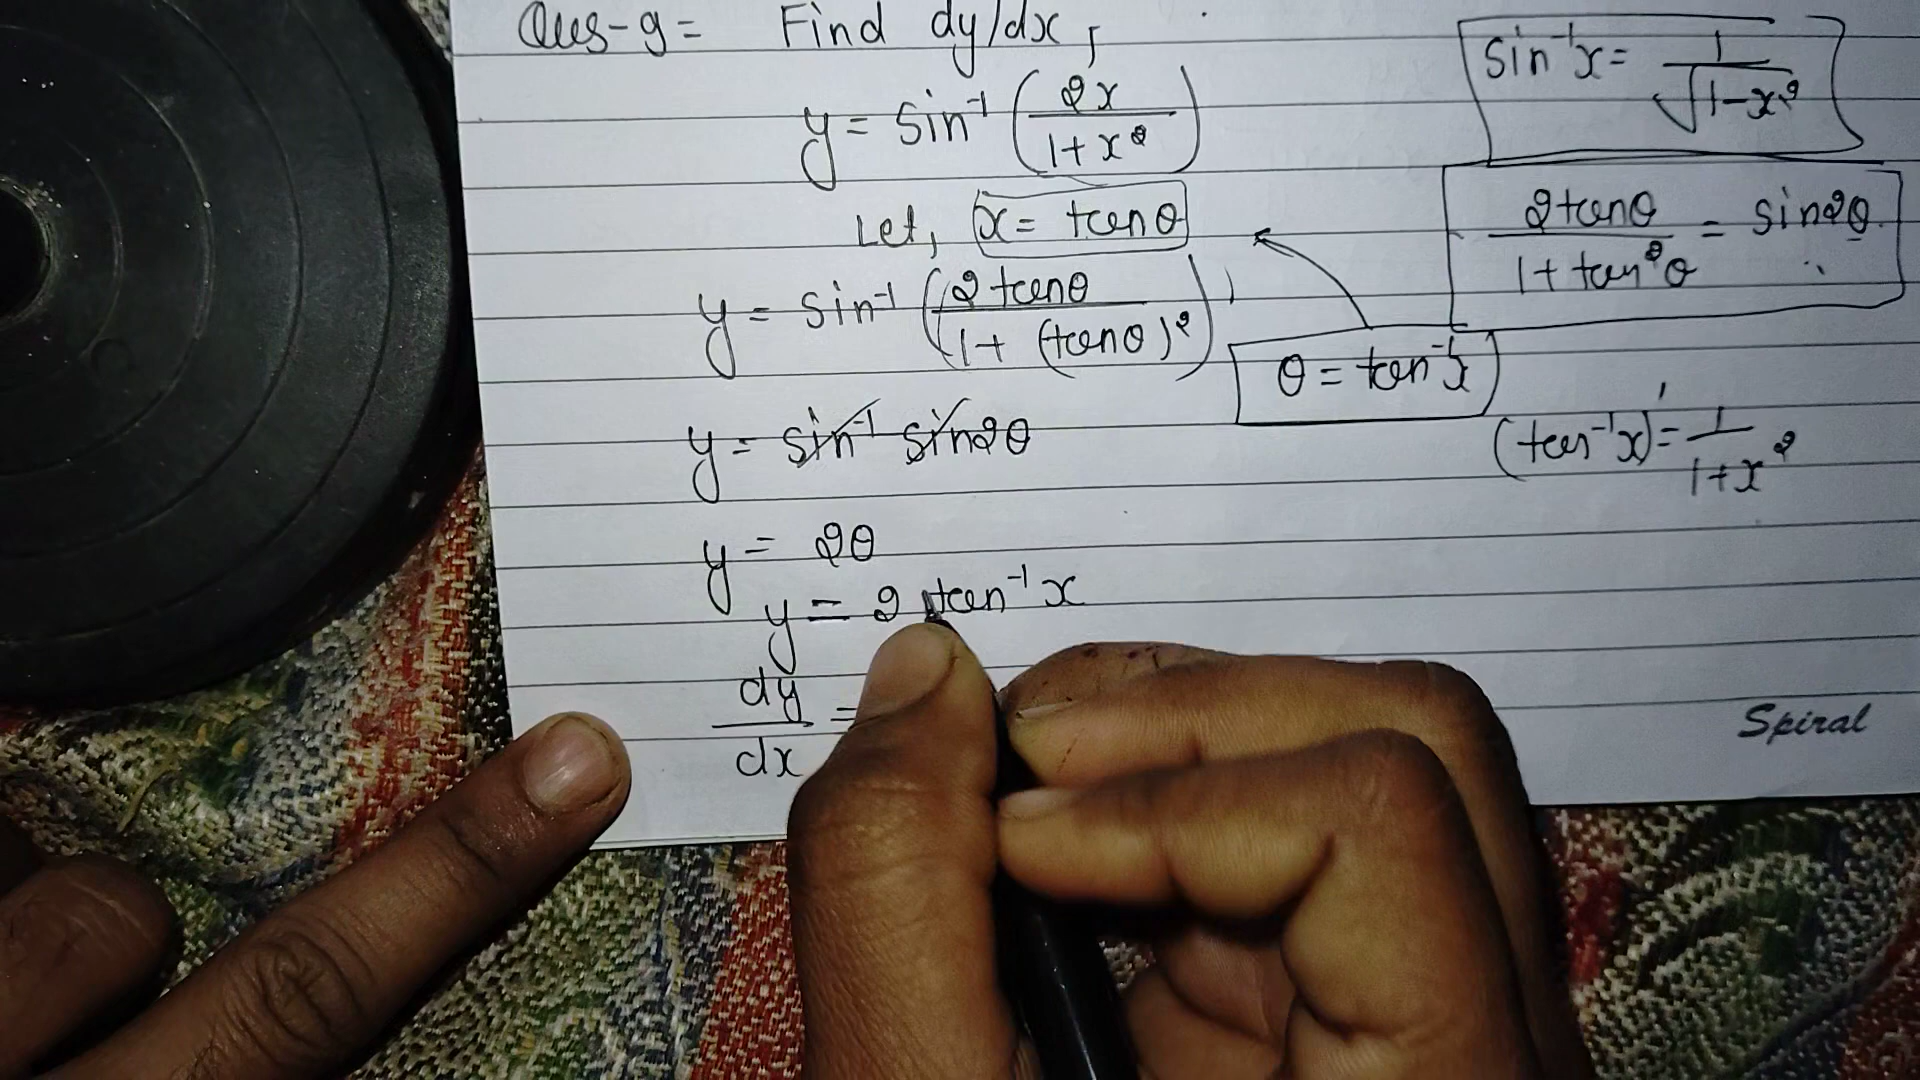 Ques-9= Find dy/dx,
y = sin⁻¹ (2x / 1+x²)
Let, x = tanθ
y = sin⁻¹ (2tanθ / 1+(tanθ)²)
y = sin⁻¹ sin2θ
y = 2θ
y = 2 tan⁻¹x
dy/dx =
sin⁻¹x = 1/√1-x²
2tanθ / 1+tan²θ = sin2θ
θ = tan⁻¹x
(tan⁻¹x)' = 1 / 1+x²
Spiral